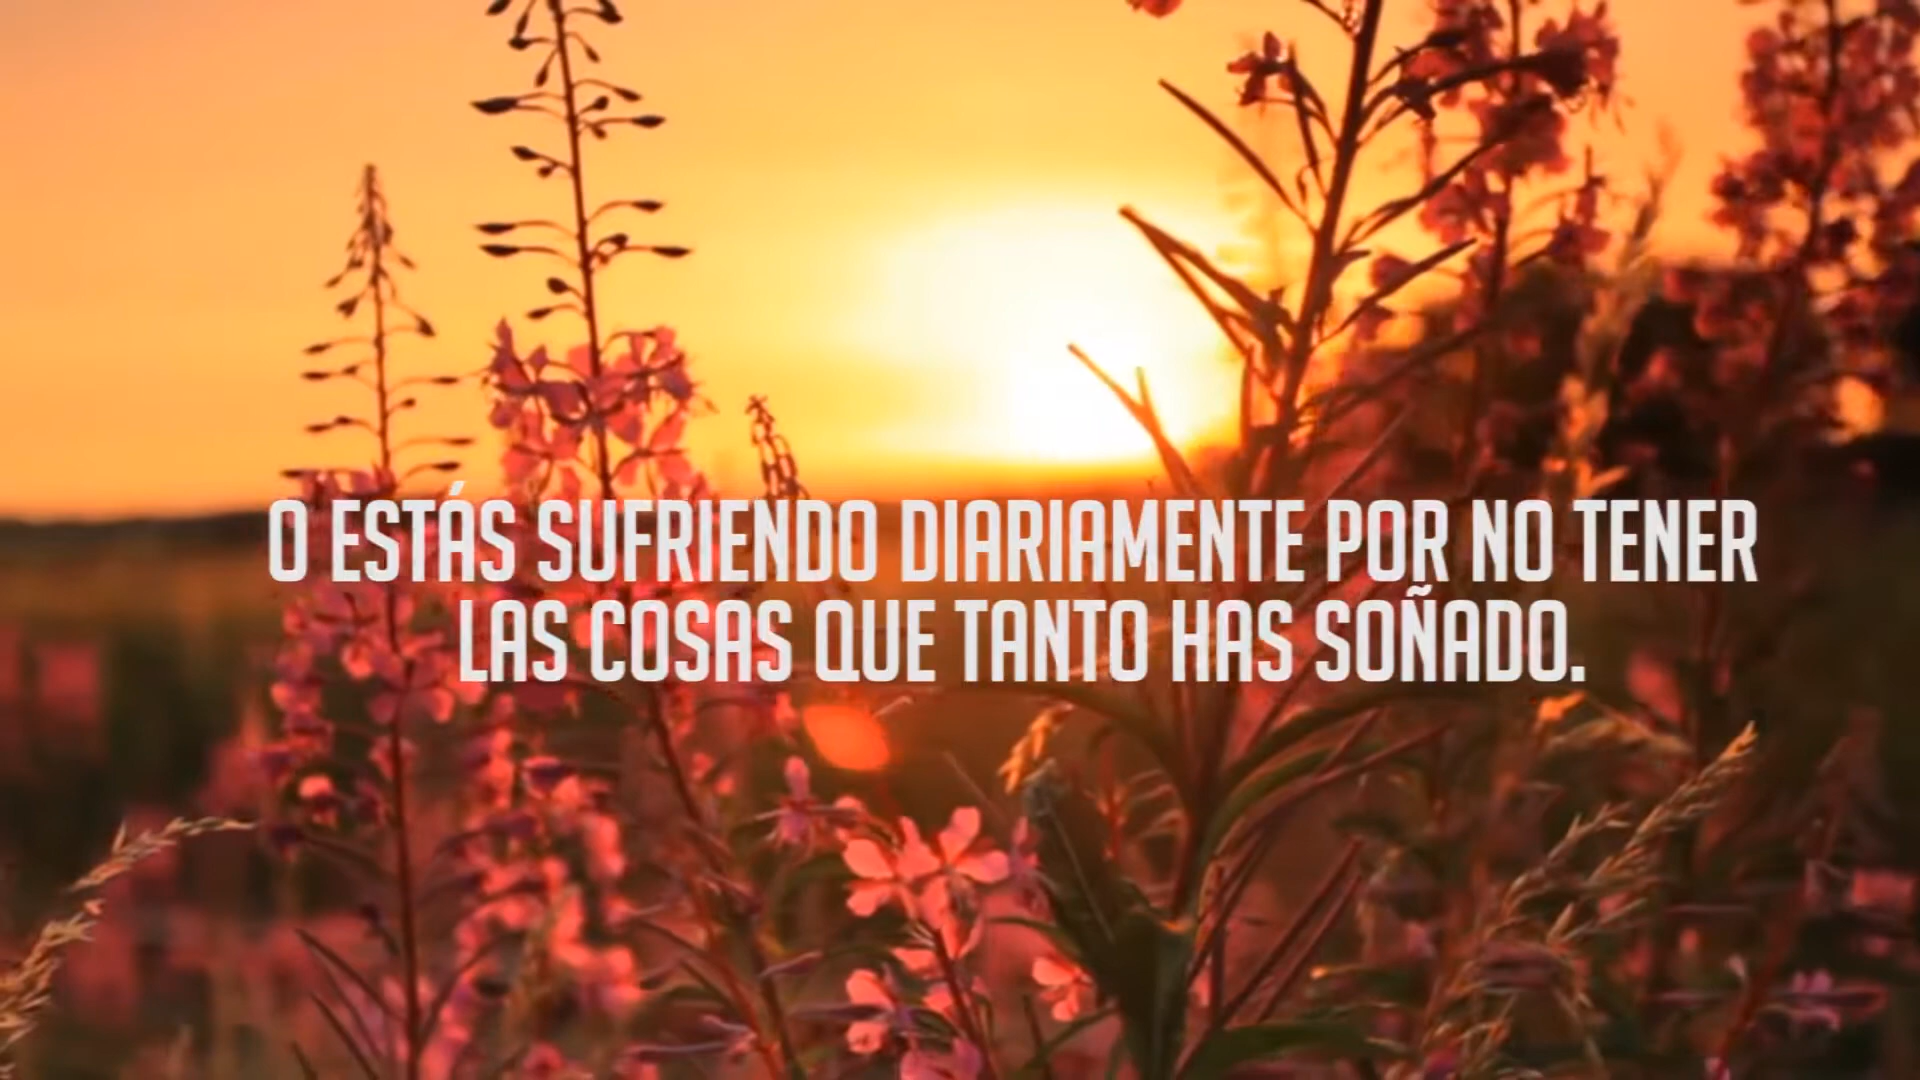 O ESTÁS SUFRIENDO DIARIAMENTE POR NO TENER
LAS COSAS QUE TANTO HAS SOÑADO.